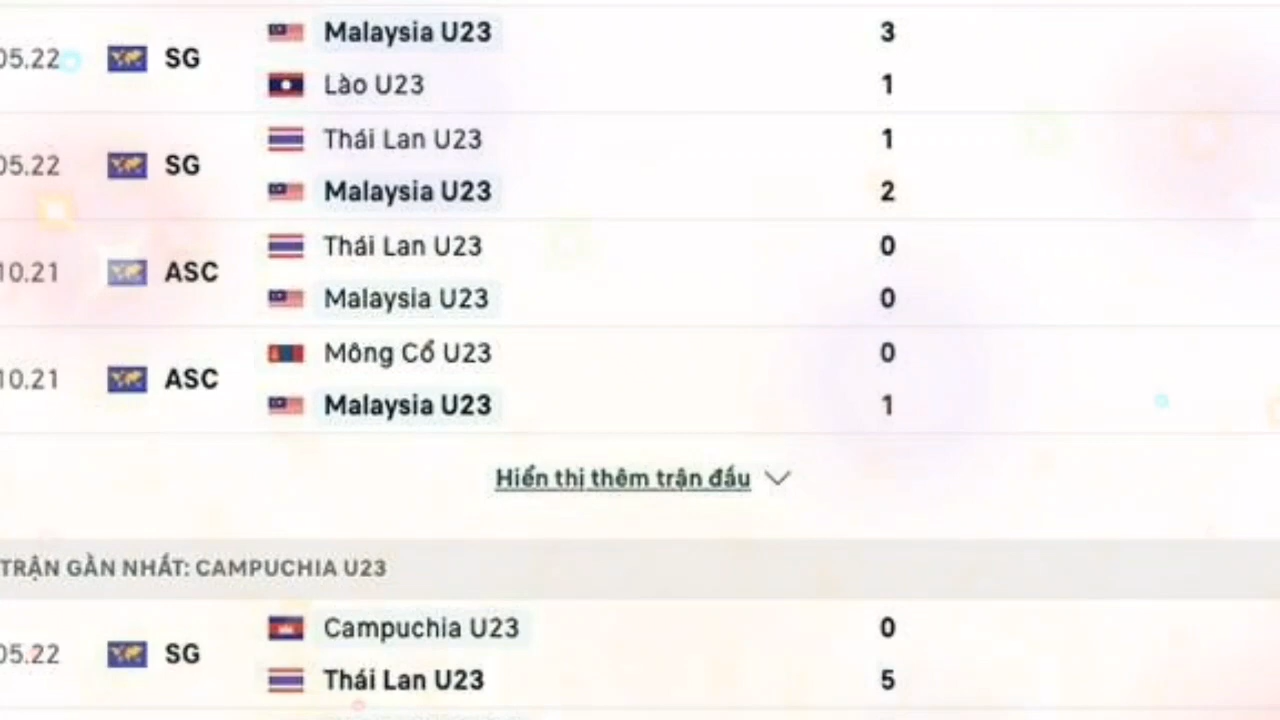 Malaysia U23 3
05.22 SG
Lào U23 1
Thái Lan U23 1
05.22 SG
Malaysia U23 2
Thái Lan U23 0
10.21 ASC
Malaysia U23 0
Mông Cổ U23 0
10.21 ASC
Malaysia U23 1
Hiển thị thêm trận đấu
TRẬN GẦN NHẤT: CAMPUCHIA U23
Campuchia U23 0
05.22 SG
Thái Lan U23 5